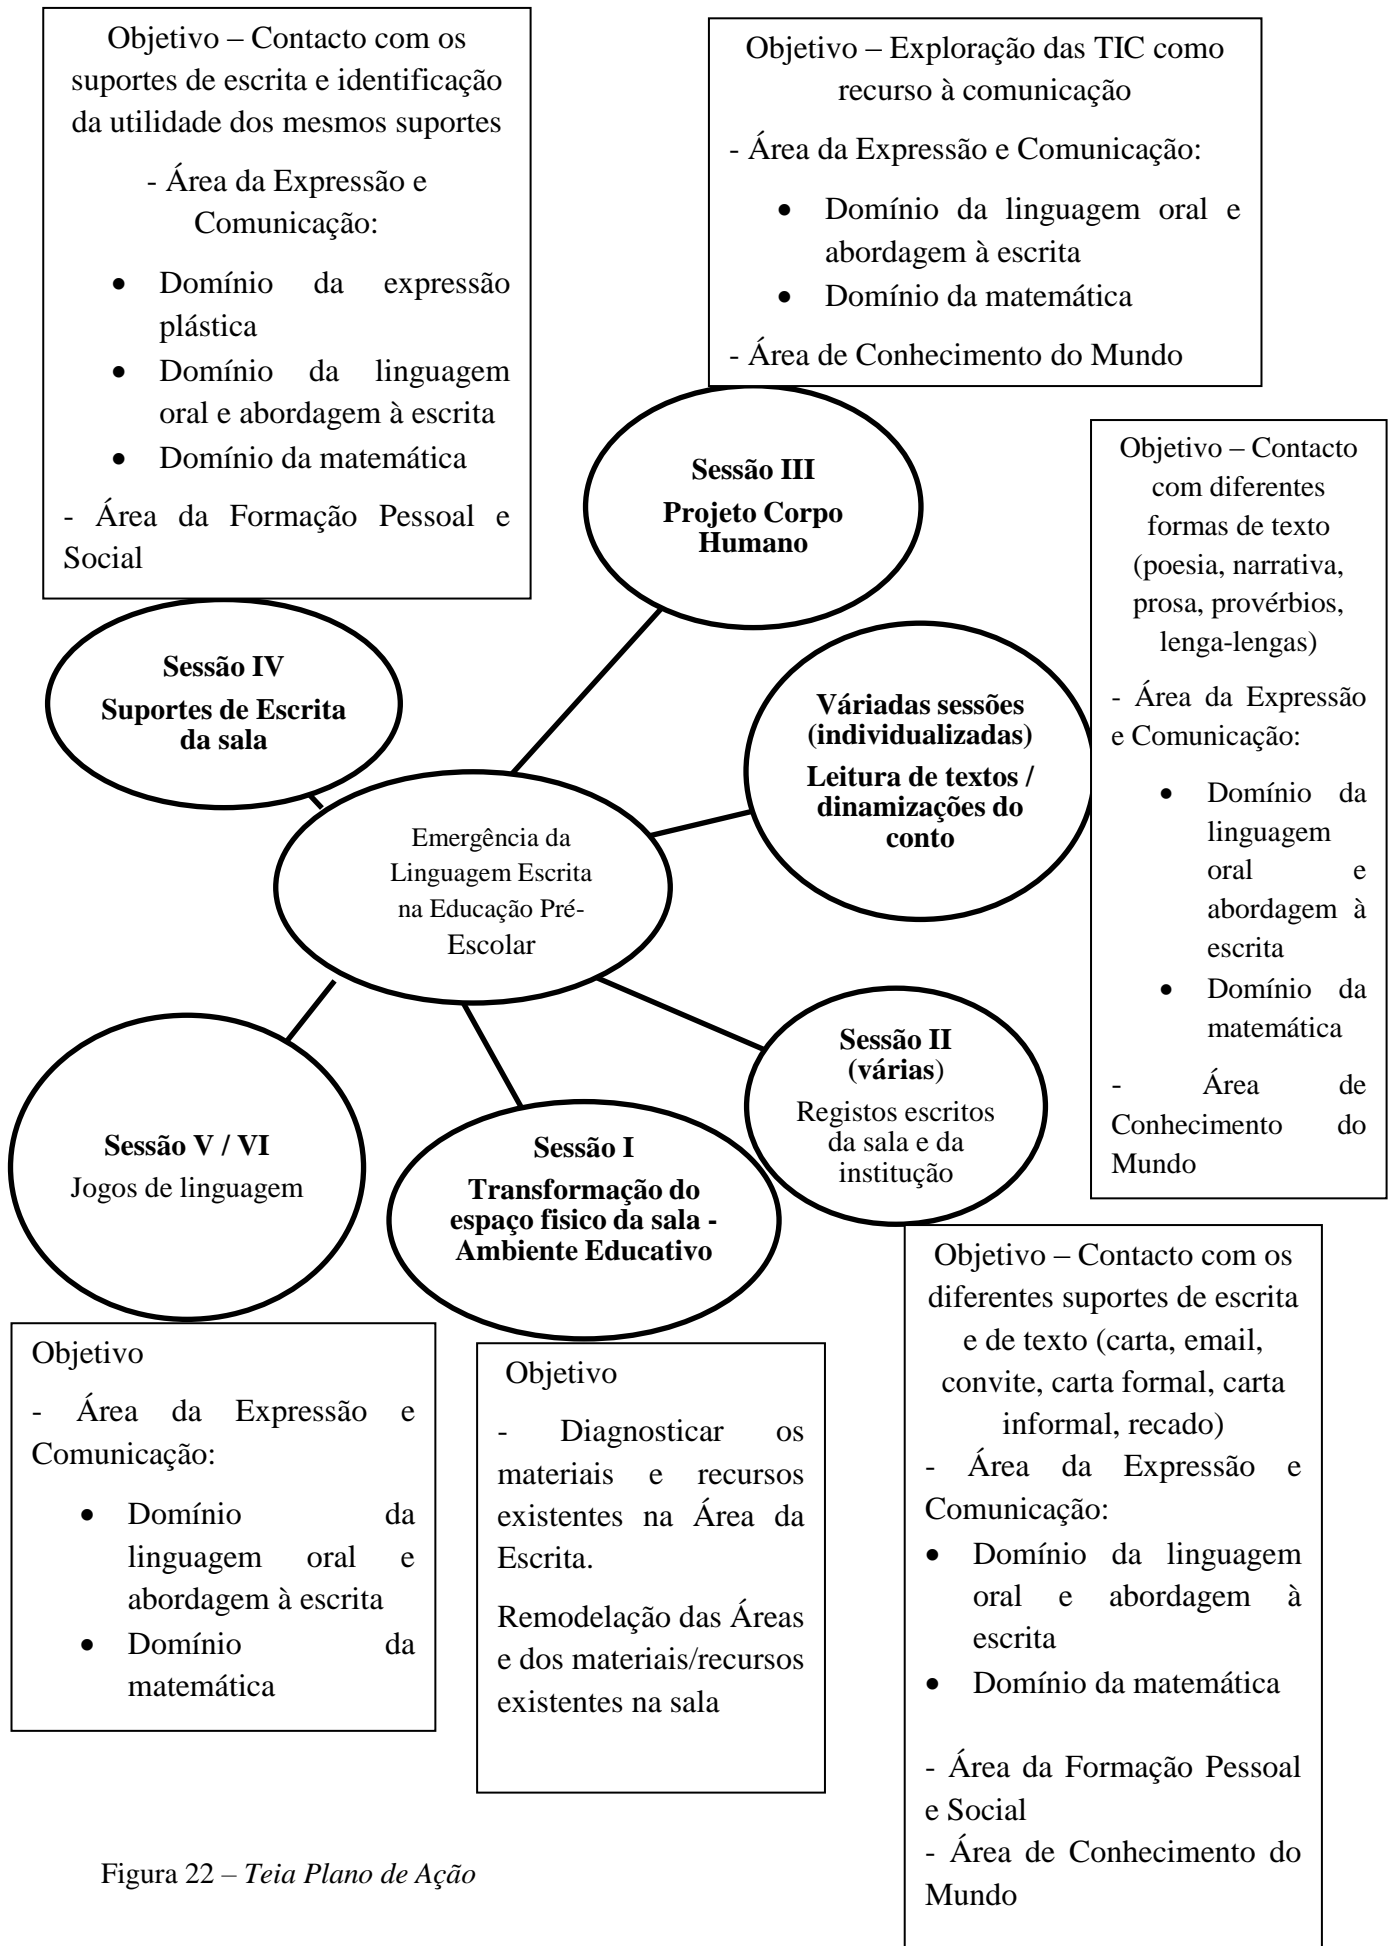 Objetivo – Contacto com os
suportes de escrita e identificação
da utilidade dos mesmos suportes
- Área da Expressão e
Comunicação:
• Domínio da expressão
plástica
• Domínio da linguagem
oral e abordagem à escrita
• Domínio da matemática
- Área da Formação Pessoal e
Social
Objetivo – Exploração das TIC como
recurso à comunicação
- Área da Expressão e Comunicação:
• Domínio da linguagem oral e
abordagem à escrita
• Domínio da matemática
- Área de Conhecimento do Mundo
Sessão III
Projeto Corpo
Humano
Objetivo – Contacto
com diferentes
formas de texto
(poesia, narrativa,
prosa, provérbios,
lenga-lengas)
- Área da Expressão
e Comunicação:
• Domínio da
linguagem
oral e
abordagem à
escrita
• Domínio da
matemática
- Área de
Conhecimento do
Mundo
Sessão IV
Suportes de Escrita
da sala
Váriadas sessões
(individualizadas)
Leitura de textos /
dinamizações do
conto
Emergência da
Linguagem Escrita
na Educação Pré-
Escolar
Sessão II
(várias)
Registos escritos
da sala e da
institução
Sessão V / VI
Jogos de linguagem
Sessão I
Transformação do
espaço fisico da sala -
Ambiente Educativo
Objetivo
- Área da Expressão e
Comunicação:
• Domínio da
linguagem oral e
abordagem à escrita
• Domínio da
matemática
Objetivo
- Diagnosticar os
materiais e recursos
existentes na Área da
Escrita.
Remodelação das Áreas
e dos materiais/recursos
existentes na sala
Objetivo – Contacto com os
diferentes suportes de escrita
e de texto (carta, email,
convite, carta formal, carta
informal, recado)
- Área da Expressão e
Comunicação:
• Domínio da linguagem
oral e abordagem à
escrita
• Domínio da matemática
- Área da Formação Pessoal
e Social
- Área de Conhecimento do
Mundo
Figura 22 – Teia Plano de Ação